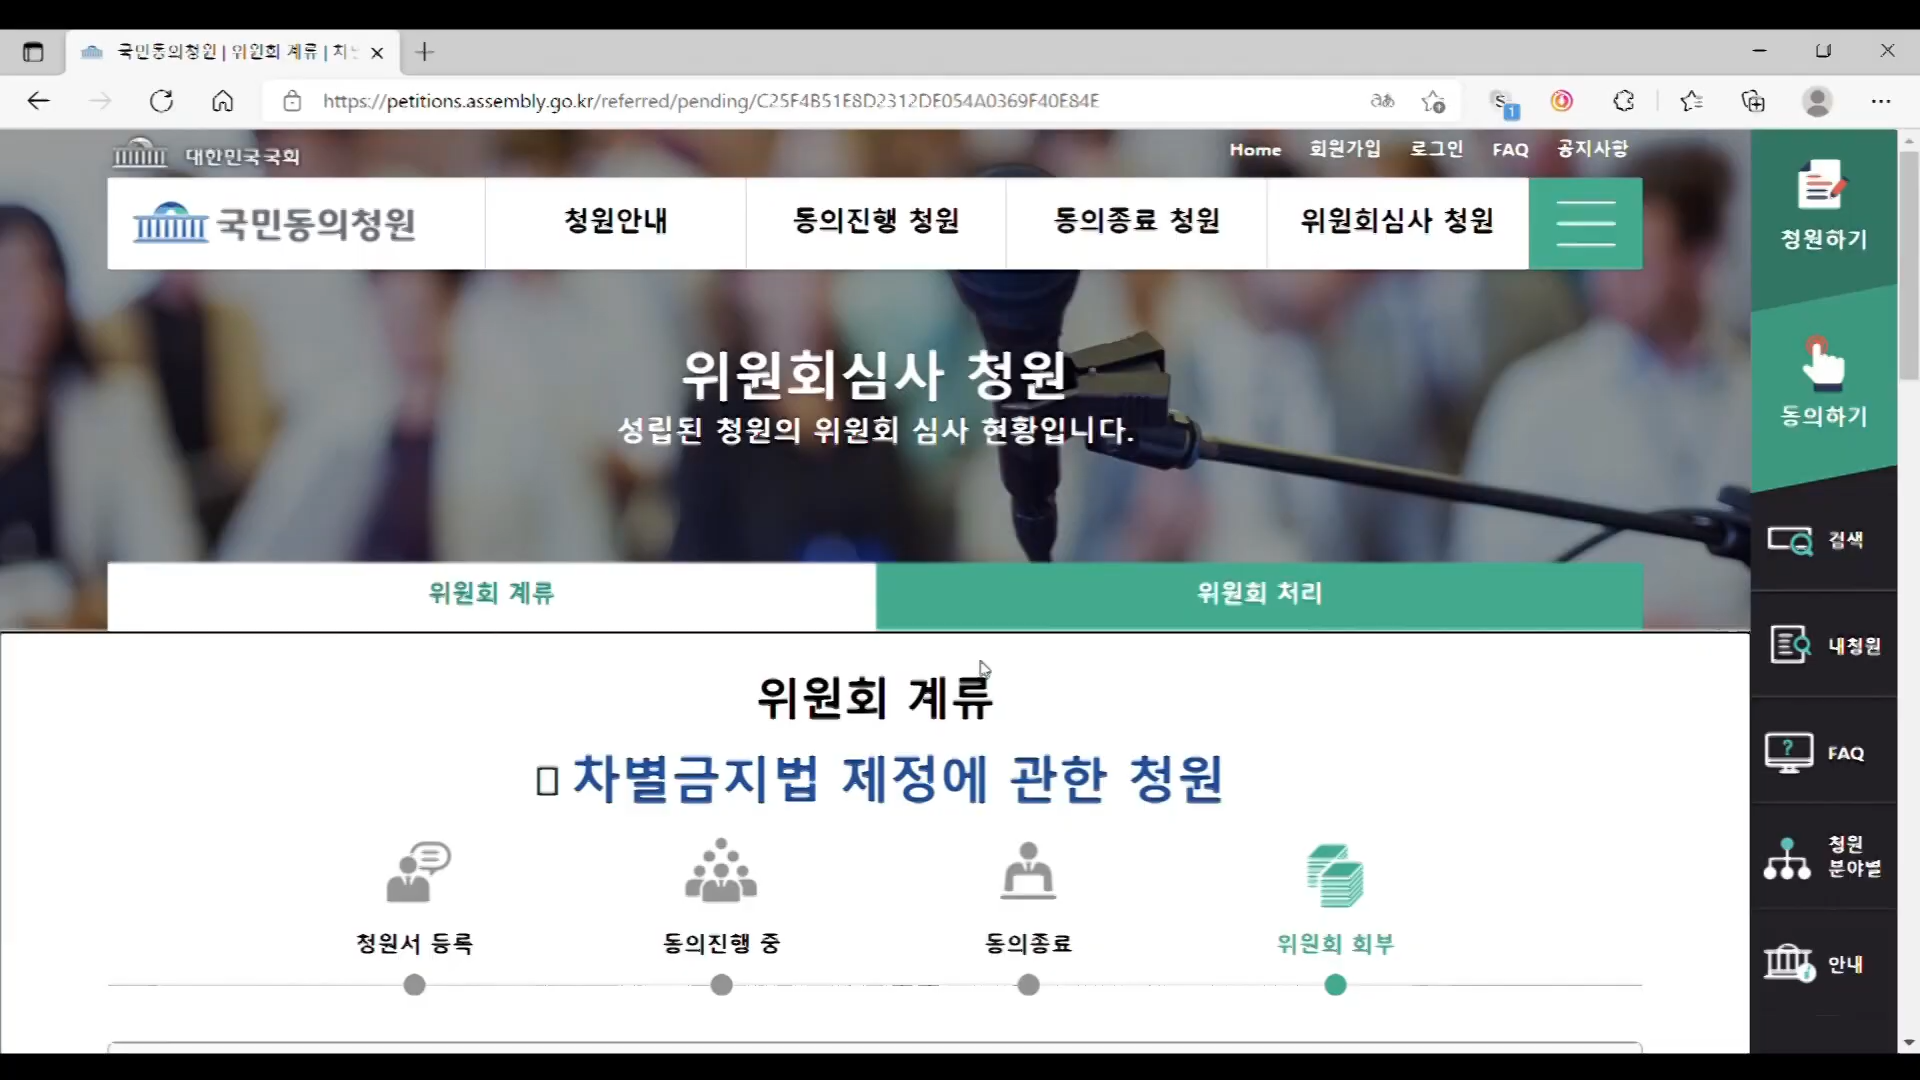 국민동의청원 | 위원회 계류 | 차
https://petitions.assembly.go.kr/referred/pending/C25F4B51E8D2312DE054A0369F40E84E
대한민국국회
Home 회원가입 로그인 FAQ 공지사항
국민동의청원 청원안내 동의진행 청원 동의종료 청원 위원회심사 청원
청원하기
위원회심사 청원
성립된 청원의 위원회 심사 현황입니다.
동의하기
검색
위원회 계류 위원회 처리
내청원
위원회 계류
차별금지법 제정에 관한 청원
FAQ
청원
분야별
청원서 등록 동의진행 중 동의종료 위원회 회부
안내